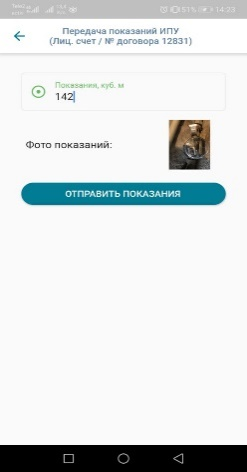 51% 14:23
Передача показаний ИПУ
(Лиц. счет / № договора 12831)
Показания, куб. м
142
Фото показаний:
ОТПРАВИТЬ ПОКАЗАНИЯ